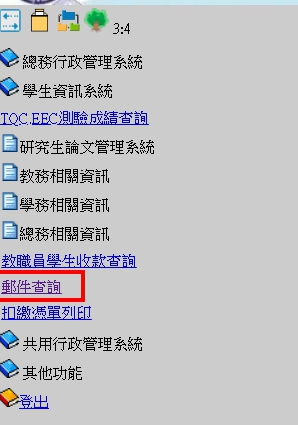 3:4
總務行政管理系統
學生資訊系統
TQC,EEC測驗成績查詢
研究生論文管理系統
教務相關資訊
學務相關資訊
總務相關資訊
教職員學生收款查詢
郵件查詢
扣繳憑單列印
共用行政管理系統
其他功能
登出